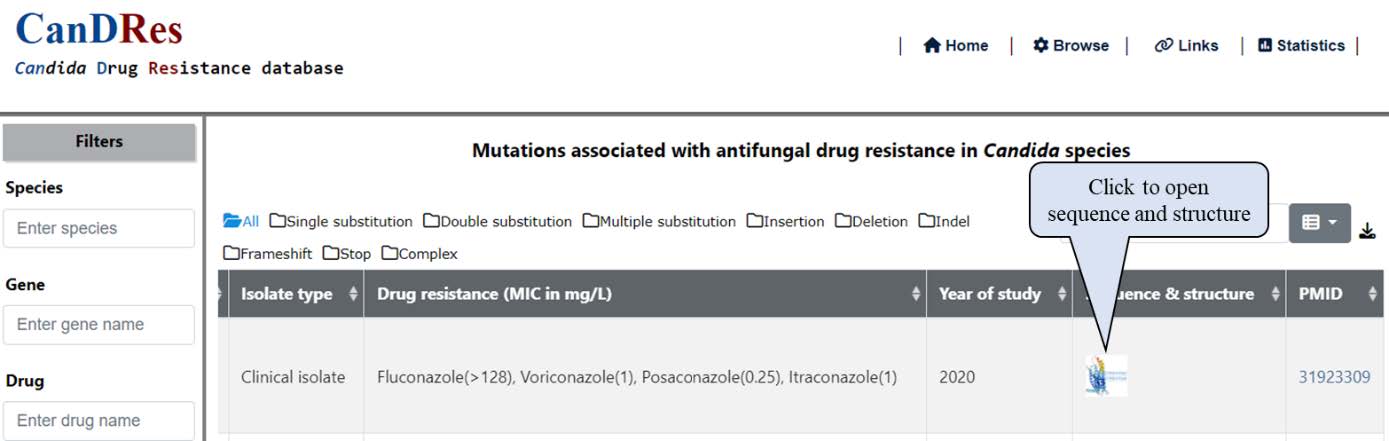 CanDRes
Candida Drug Resistance database
| Home | Browse | Links | Statistics |
Filters
Species
Enter species
Gene
Enter gene name
Drug
Enter drug name
Mutations associated with antifungal drug resistance in Candida species
Click to open
sequence and structure
All Single substitution Double substitution Multiple substitution Insertion Deletion Indel
Frameshift Stop Complex
Isolate type Drug resistance (MIC in mg/L) Year of study uence & structure PMID
Clinical isolate Fluconazole(>128), Voriconazole(1), Posaconazole(0.25), Itraconazole(1) 2020 31923309